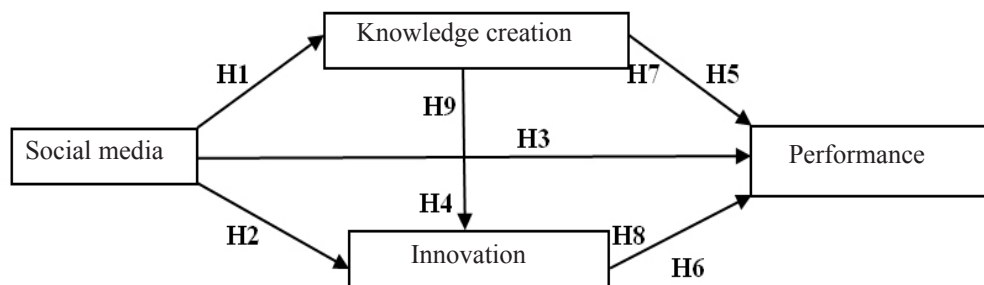 Knowledge creation
H1
H7
H5
H9
H3
Social media
Performance
H4
H2
H8
Innovation
H6